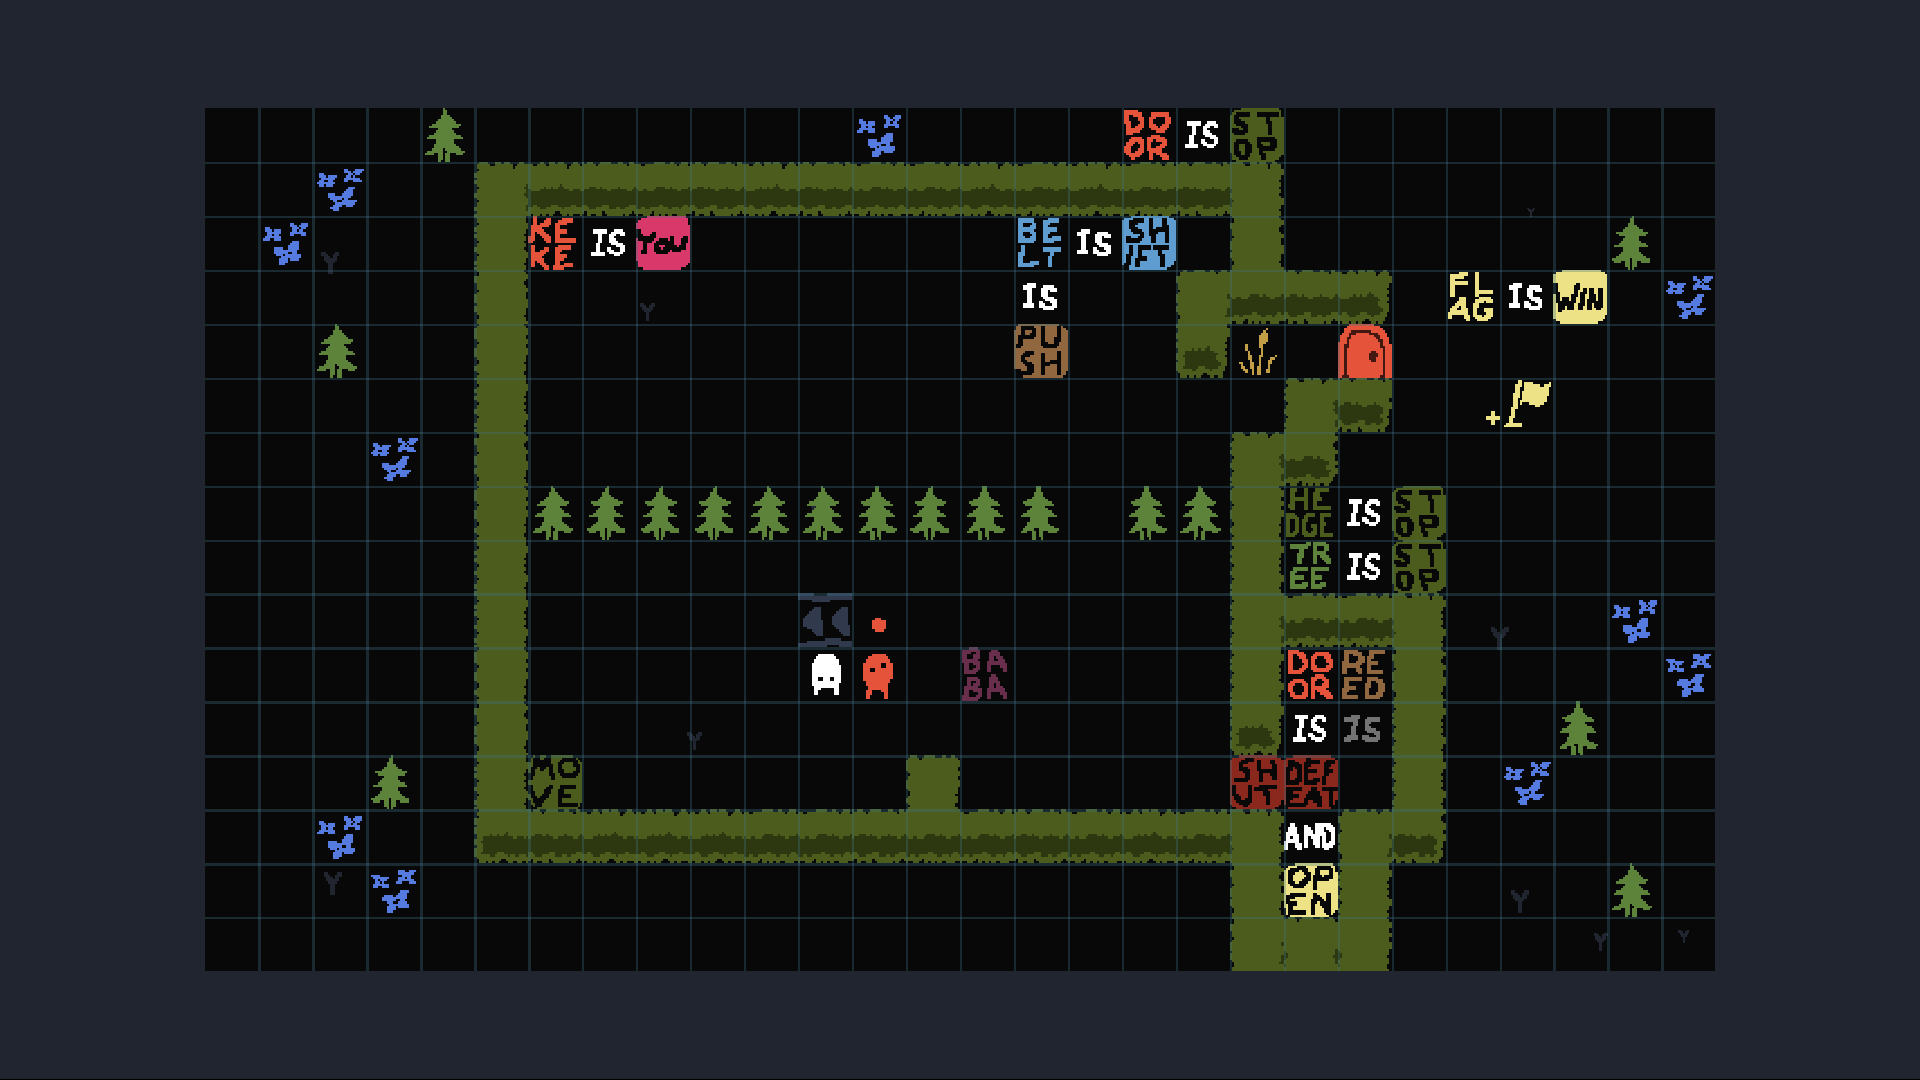 DOOR IS STOP
KEKE IS YOU BELT IS SHIFT
IS FLAG IS WIN
PUSH
HEDGE IS STOP
TREE IS STOP
BABA DOOR REED
IS IS
MOVE SHUT DEFEAT
AND
OPEN